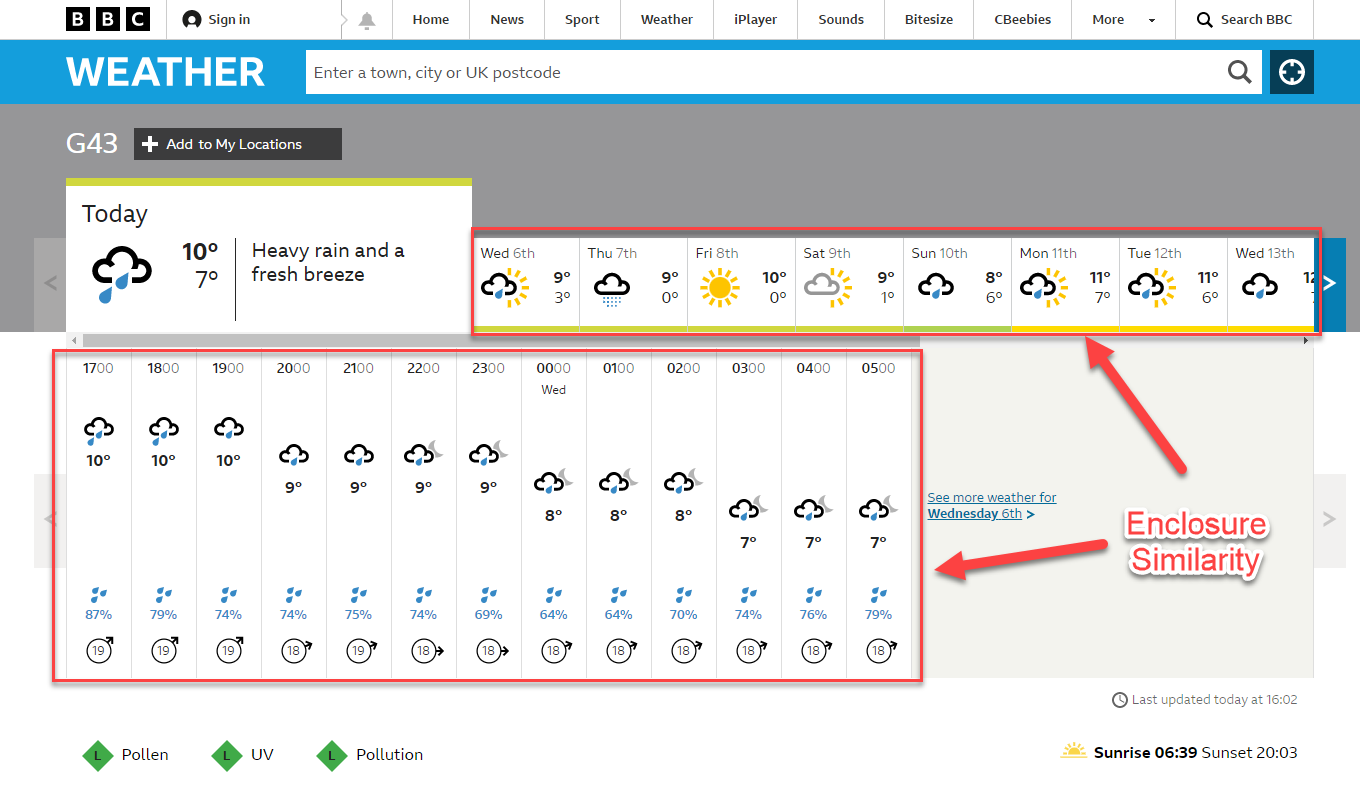 BBC
Sign in
Home
News
Sport
Weather
iPlayer
Sounds
Bitesize
CBeebies
More
Search BBC
WEATHER
Enter a town, city or UK postcode
G43
Add to My Locations
Today
10°
7°
Heavy rain and a
fresh breeze
Wed 6th
9°
3°
Thu 7th
9°
0°
Fri 8th
10°
0°
Sat 9th
9°
1°
Sun 10th
8°
6°
Mon 11th
11°
7°
Tue 12th
11°
6°
Wed 13th
12
1700 1800 1900 2000 2100 2200 2300 0000 0100 0200 0300 0400 0500
Wed
10° 10° 10° 9° 9° 9° 9° 8° 8° 8° 7° 7° 7°
87% 79% 74% 74% 75% 74% 69% 64% 64% 70% 74% 76% 79%
19 19 19 18 19 18 18 18 18 18 18 18 18
See more weather for
Wednesday 6th >
Enclosure
Similarity
Last updated today at 16:02
L Pollen
L UV
L Pollution
Sunrise 06:39 Sunset 20:03